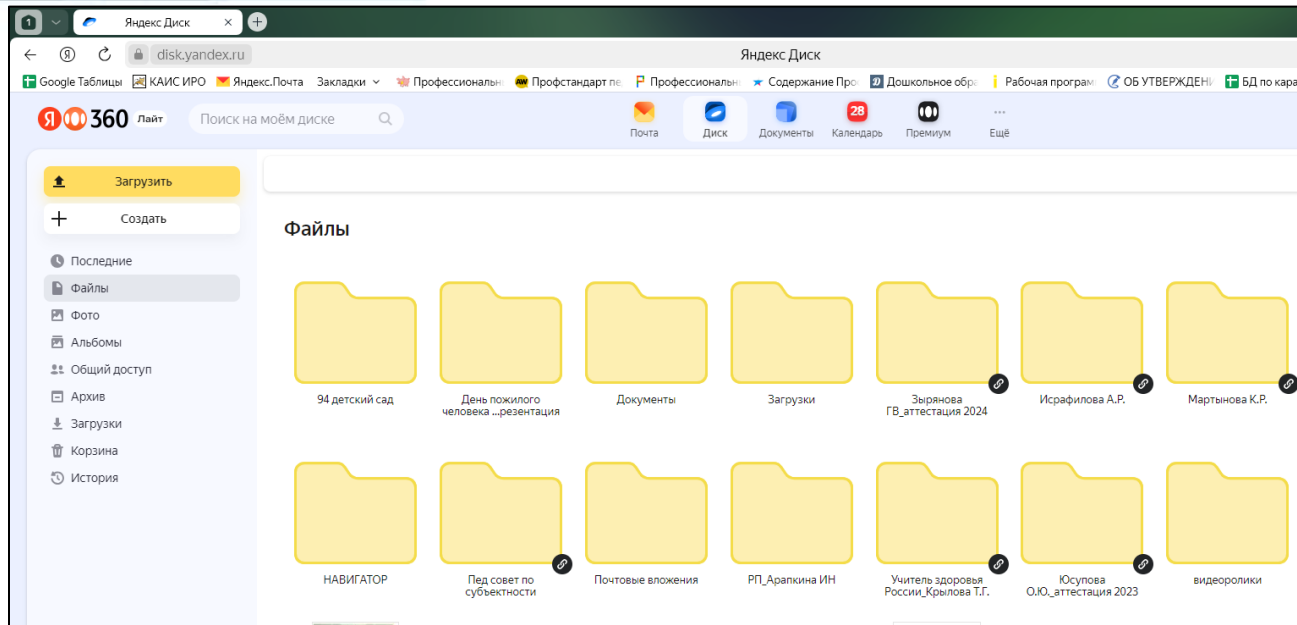 1 Яндекс Диск
disk.yandex.ru Яндекс Диск
Google Таблицы КАИС ИРО Яндекс.Почта Закладки Профессиональн Профстандарт пе Профессиональн Содержание Про Дошкольное обра Рабочая програм ОБ УТВЕРЖДЕНИ БД по кара
Я 360 Лайт Поиск на моём диске 28
Почта Диск Документы Календарь Премиум Ещё
Загрузить
Создать
Файлы
Последние
Файлы
Фото
Альбомы
Общий доступ
Архив
Загрузки
Корзина
История
94 детский сад День пожилого Документы Загрузки Зырянова Исрафилова А.Р. Мартынова К.Р.
человека ...резентация ГВ_аттестация 2024
НАВИГАТОР Пед совет по Почтовые вложения РП_Арапкина ИН Учитель здоровья Юсупова видеоролики
субъектности России_Крылова Т.Г. О.Ю._аттестация 2023